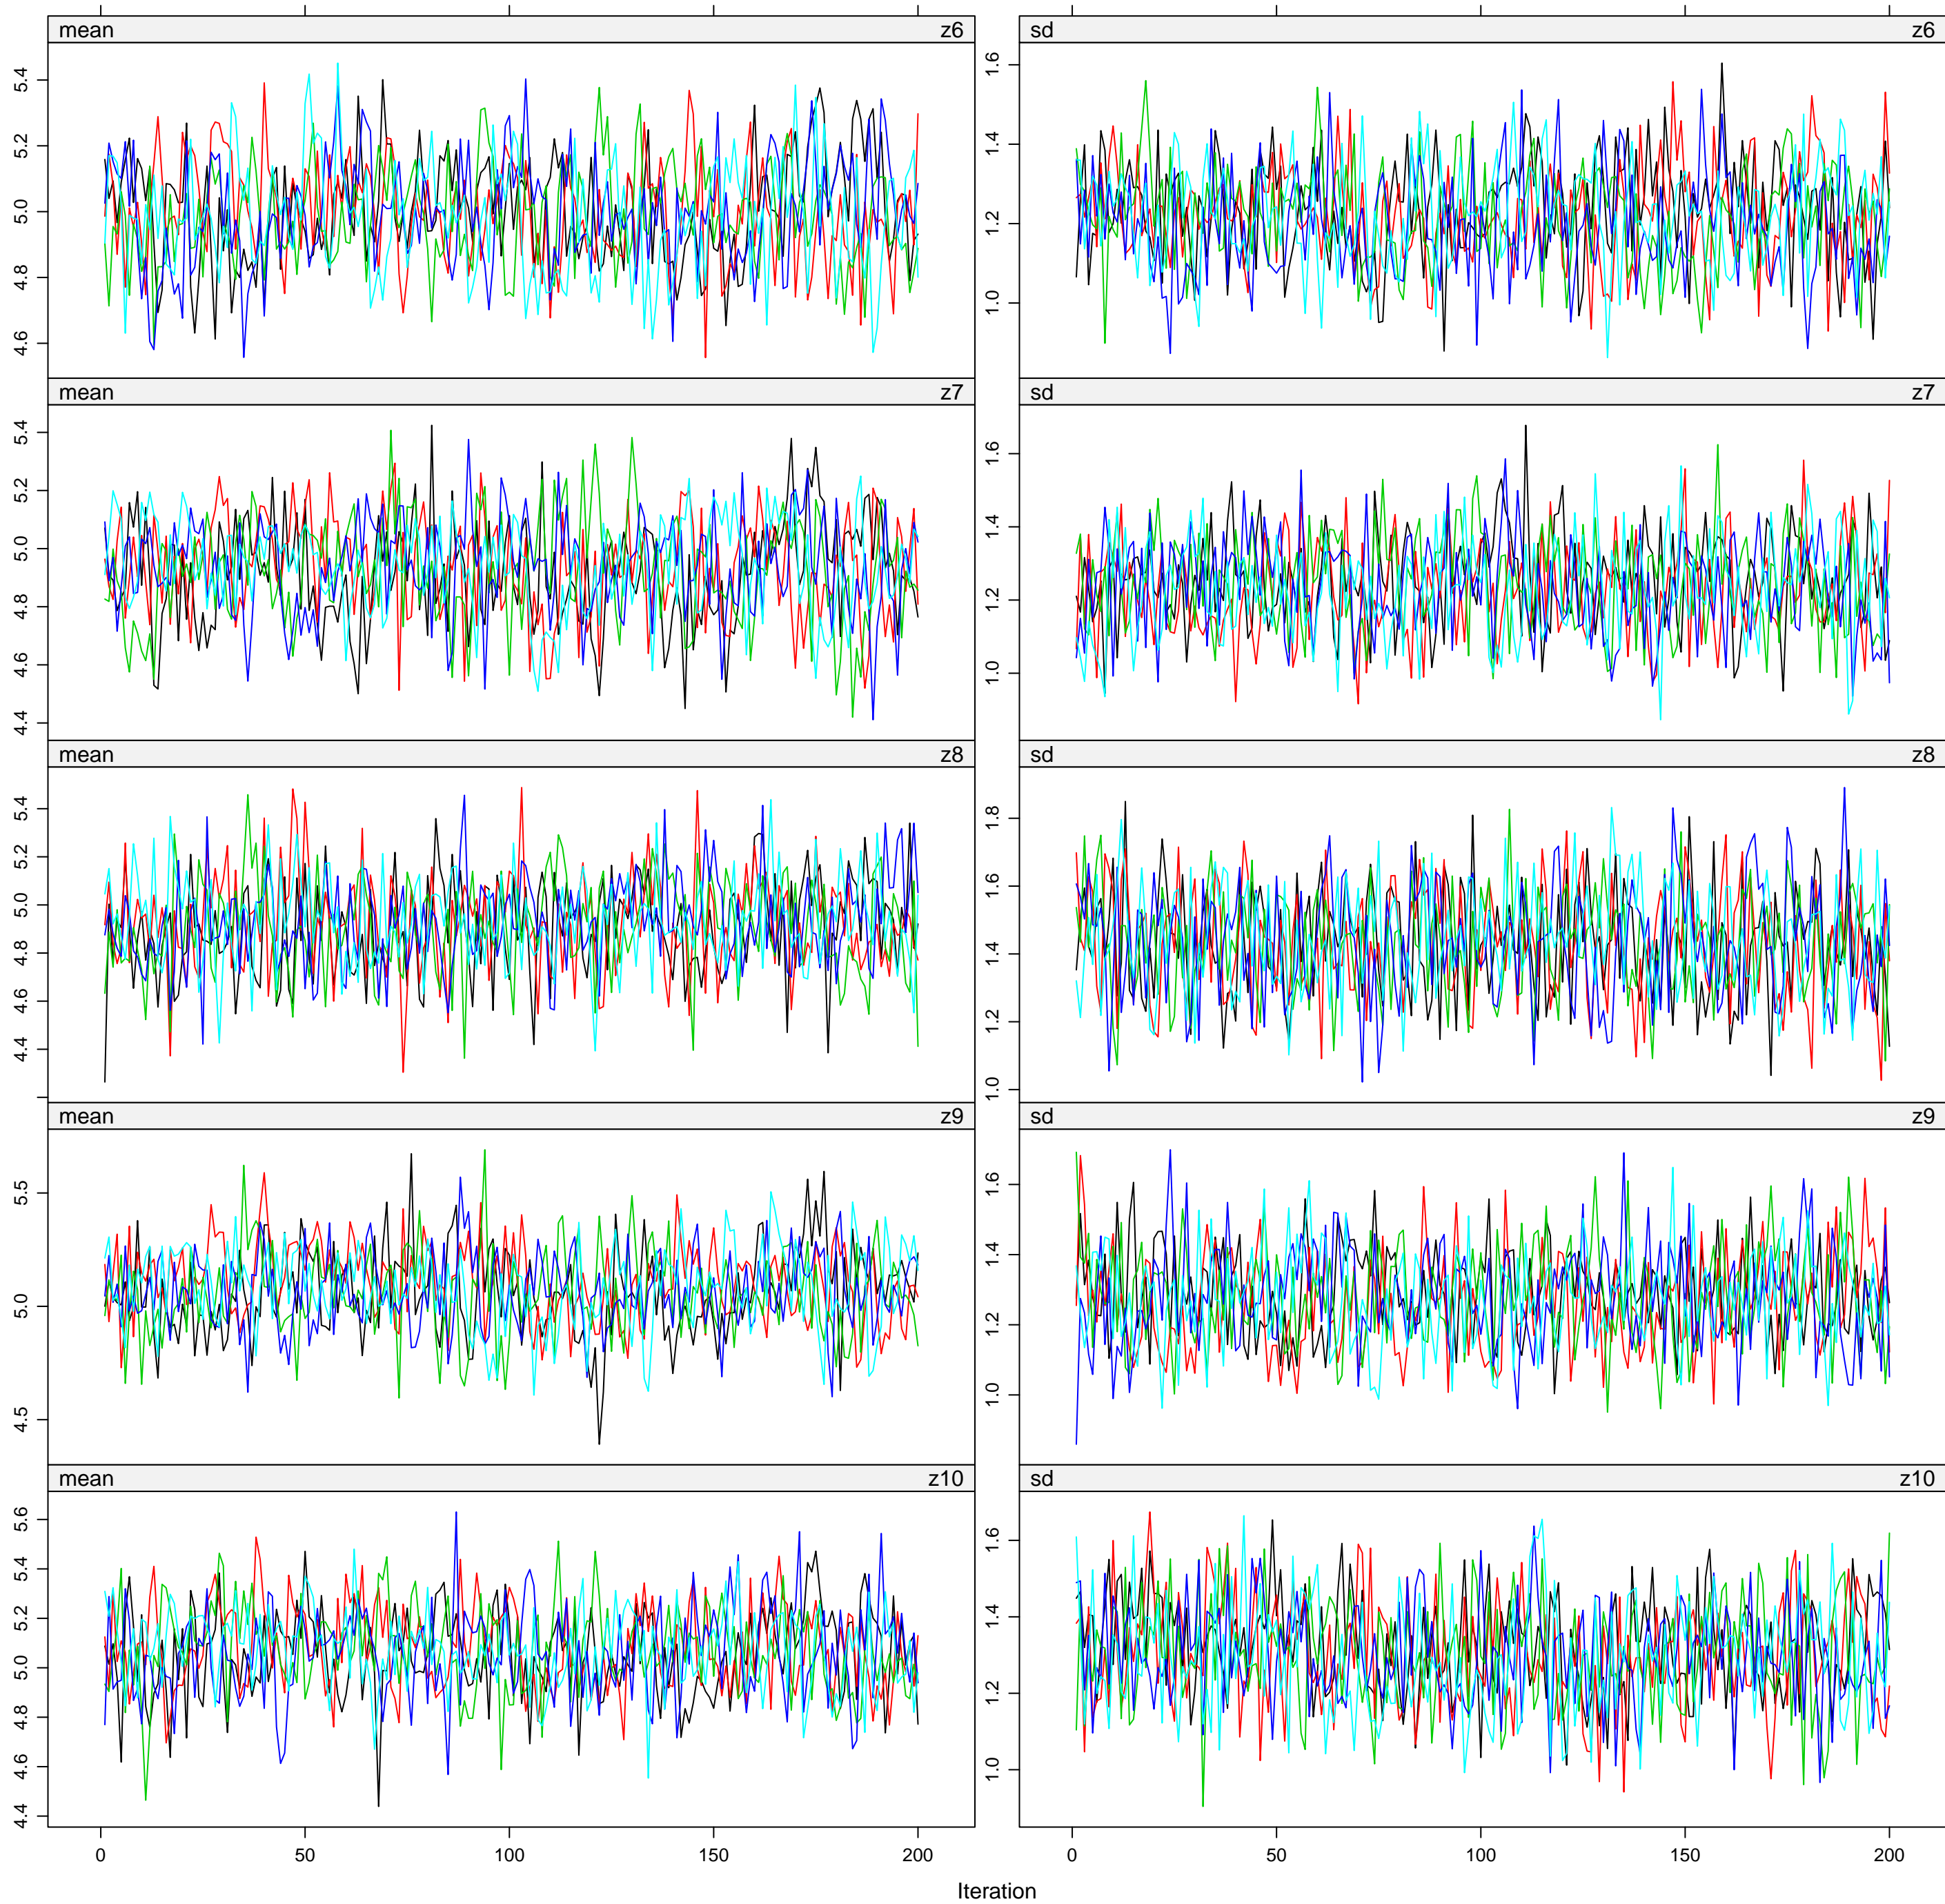 mean z6 sd z6
4.6 4.8 5.0 5.2 5.4
1.0 1.2 1.4 1.6
mean z7 sd z7
4.4 4.6 4.8 5.0 5.2 5.4
1.0 1.2 1.4 1.6
mean z8 sd z8
4.4 4.6 4.8 5.0 5.2 5.4
1.0 1.2 1.4 1.6 1.8
mean z9 sd z9
4.5 5.0 5.5
1.0 1.2 1.4 1.6
mean z10 sd z10
4.4 4.6 4.8 5.0 5.2 5.4 5.6
1.0 1.2 1.4 1.6
0 50 100 150 200 0 50 100 150 200
Iteration